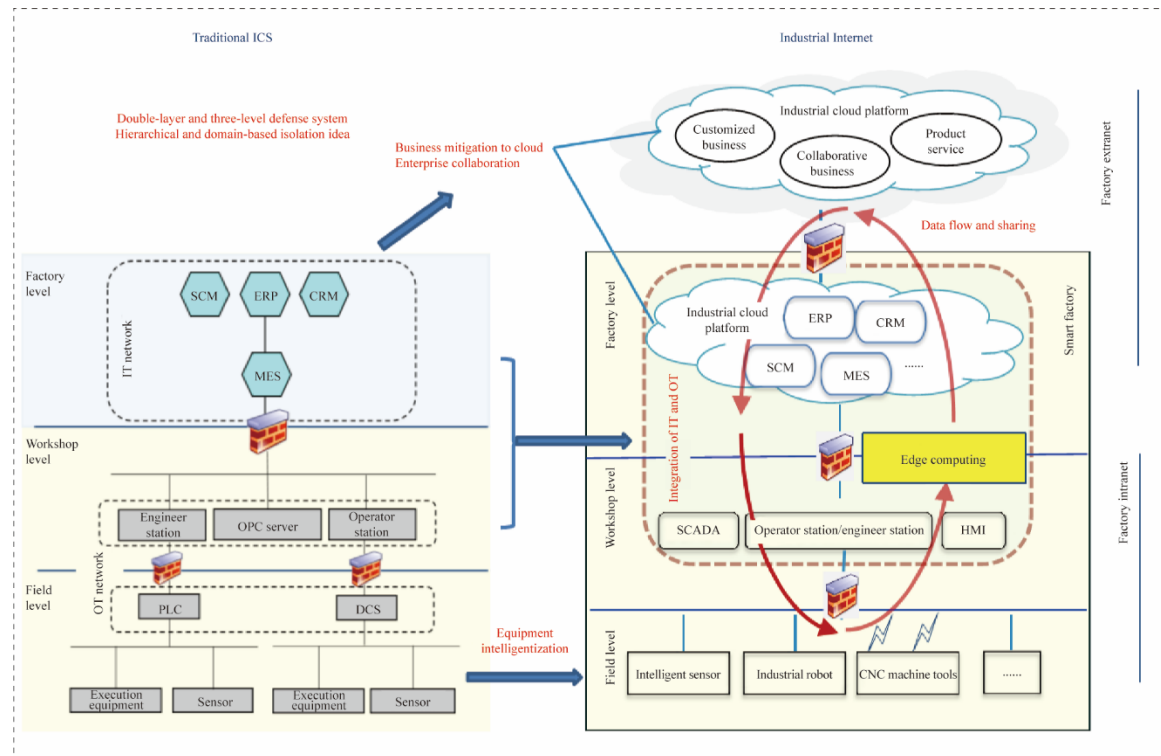 Traditional ICS
Industrial Internet
Double-layer and three-level defense system
Hierarchical and domain-based isolation idea
Business mitigation to cloud
Enterprise collaboration
Industrial cloud platform
Customized
business
Collaborative
business
Product
service
Data flow and sharing
Factory extranet
Factory
level
IT network
SCM
ERP
CRM
MES
Workshop
level
Engineer
station
OPC server
Operator
station
OT network
Field
level
PLC
DCS
Execution
equipment
Sensor
Execution
equipment
Sensor
Equipment
intelligentization
Factory level
Industrial cloud
platform
ERP
CRM
SCM
MES
......
Smart factory
Integration of IT and OT
Edge computing
Workshop level
SCADA
Operator station/engineer station
HMI
Factory intranet
Field level
Intelligent sensor
Industrial robot
CNC machine tools
......